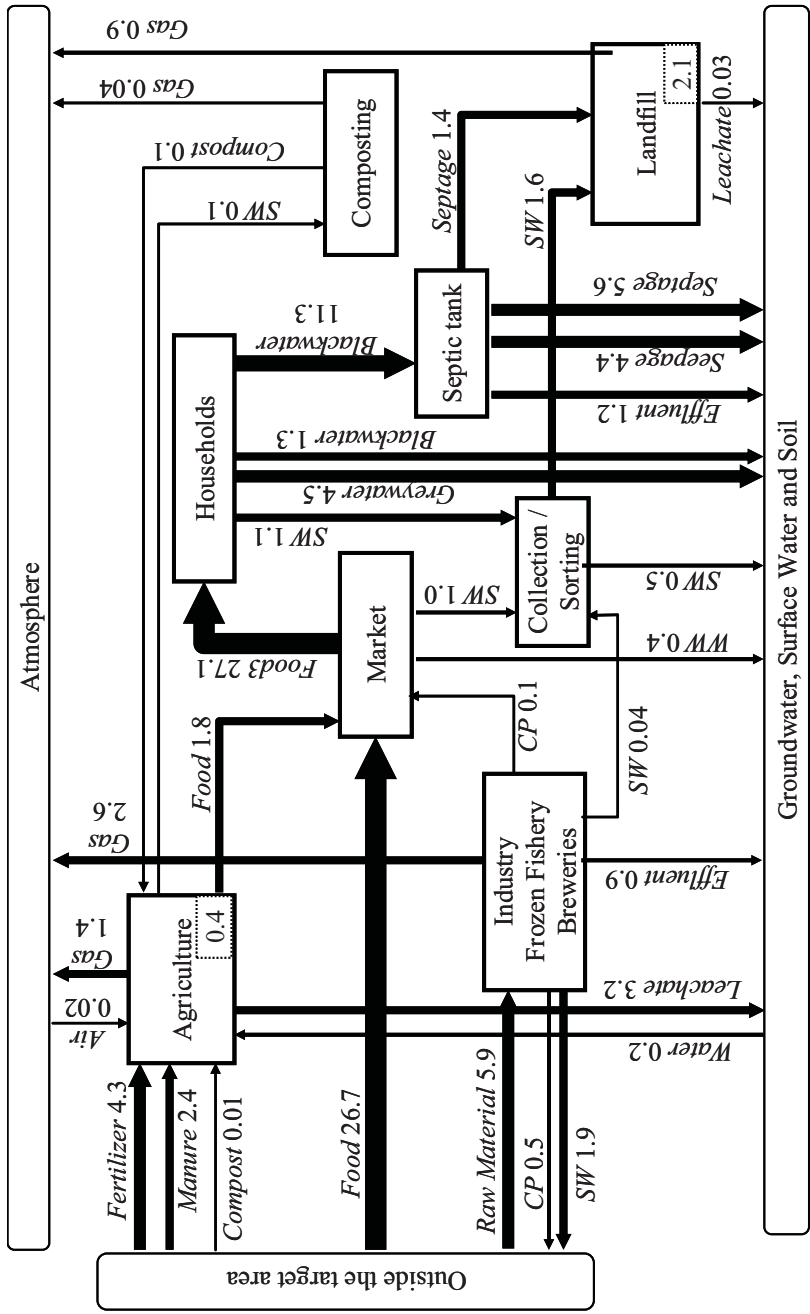 Atmosphere
Gas 0.9
Gas 0.04
Compost 0.1
SW 0.1
Composting
Septage 1.4
SW 1.6
Landfill
2.1
Leachate 0.03
Households
Blackwater
11.3
Septic tank
Septage 5.6
Seepage 4.4
Effluent 1.2
Blackwater 1.3
Greywater 4.5
SW 1.1
Collection /
Sorting
SW 0.5
SW 1.0
WW 0.4
Market
Food3 27.1
Food 1.8
CP 0.1
SW 0.04
Gas
2.6
Industry
Frozen Fishery
Breweries
Effluent 0.9
Gas
1.4
Air
0.02
Agriculture
0.4
Leachate 3.2
Water 0.2
Fertilizer 4.3
Manure 2.4
Compost 0.01
Food 26.7
Raw Material 5.9
CP 0.5
SW 1.9
Outside the target area
Groundwater, Surface Water and Soil